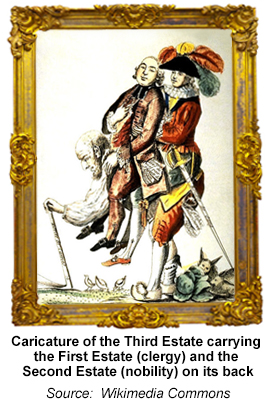 Caricature of the Third Estate carrying
the First Estate (clergy) and the
Second Estate (nobility) on its back
Source: Wikimedia Commons